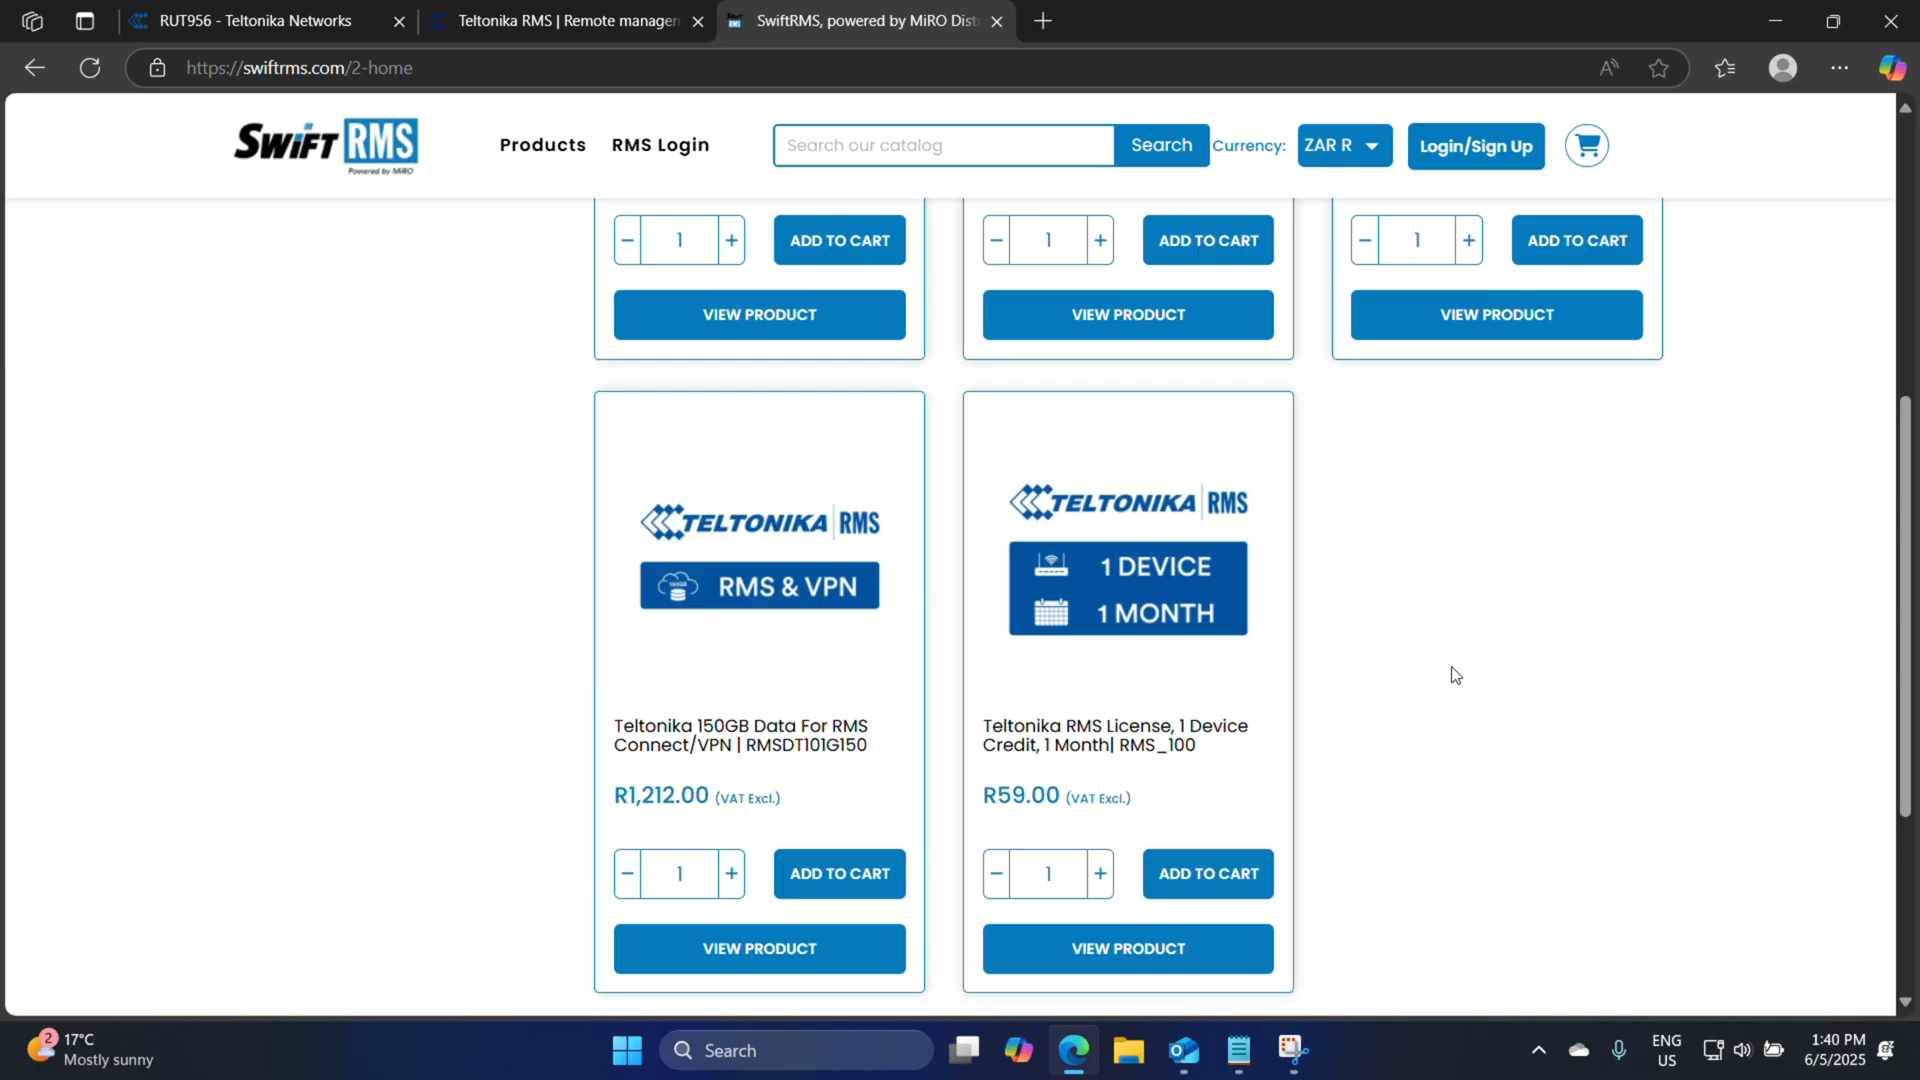 RUT956 - Teltonika Networks
Teltonika RMS | Remote managem
SwiftRMS, powered by MiRO Dist
https://swiftrms.com/2-home
SWIFT RMS
Powered by MiRO
Products
RMS Login
Search our catalog
Search
Currency:
ZAR R
Login/Sign Up
1
ADD TO CART
1
ADD TO CART
1
ADD TO CART
VIEW PRODUCT
VIEW PRODUCT
VIEW PRODUCT
TELTONIKA | RMS
RMS & VPN
Teltonika 150GB Data For RMS
Connect/VPN | RMSDT101G150
R1,212.00 (VAT Excl.)
1
ADD TO CART
VIEW PRODUCT
TELTONIKA | RMS
1 DEVICE
1 MONTH
Teltonika RMS License, 1 Device
Credit, 1 Month| RMS_100
R59.00 (VAT Excl.)
1
ADD TO CART
VIEW PRODUCT
2
17°C
Mostly sunny
Search
ENG
US
1:40 PM
6/5/2025